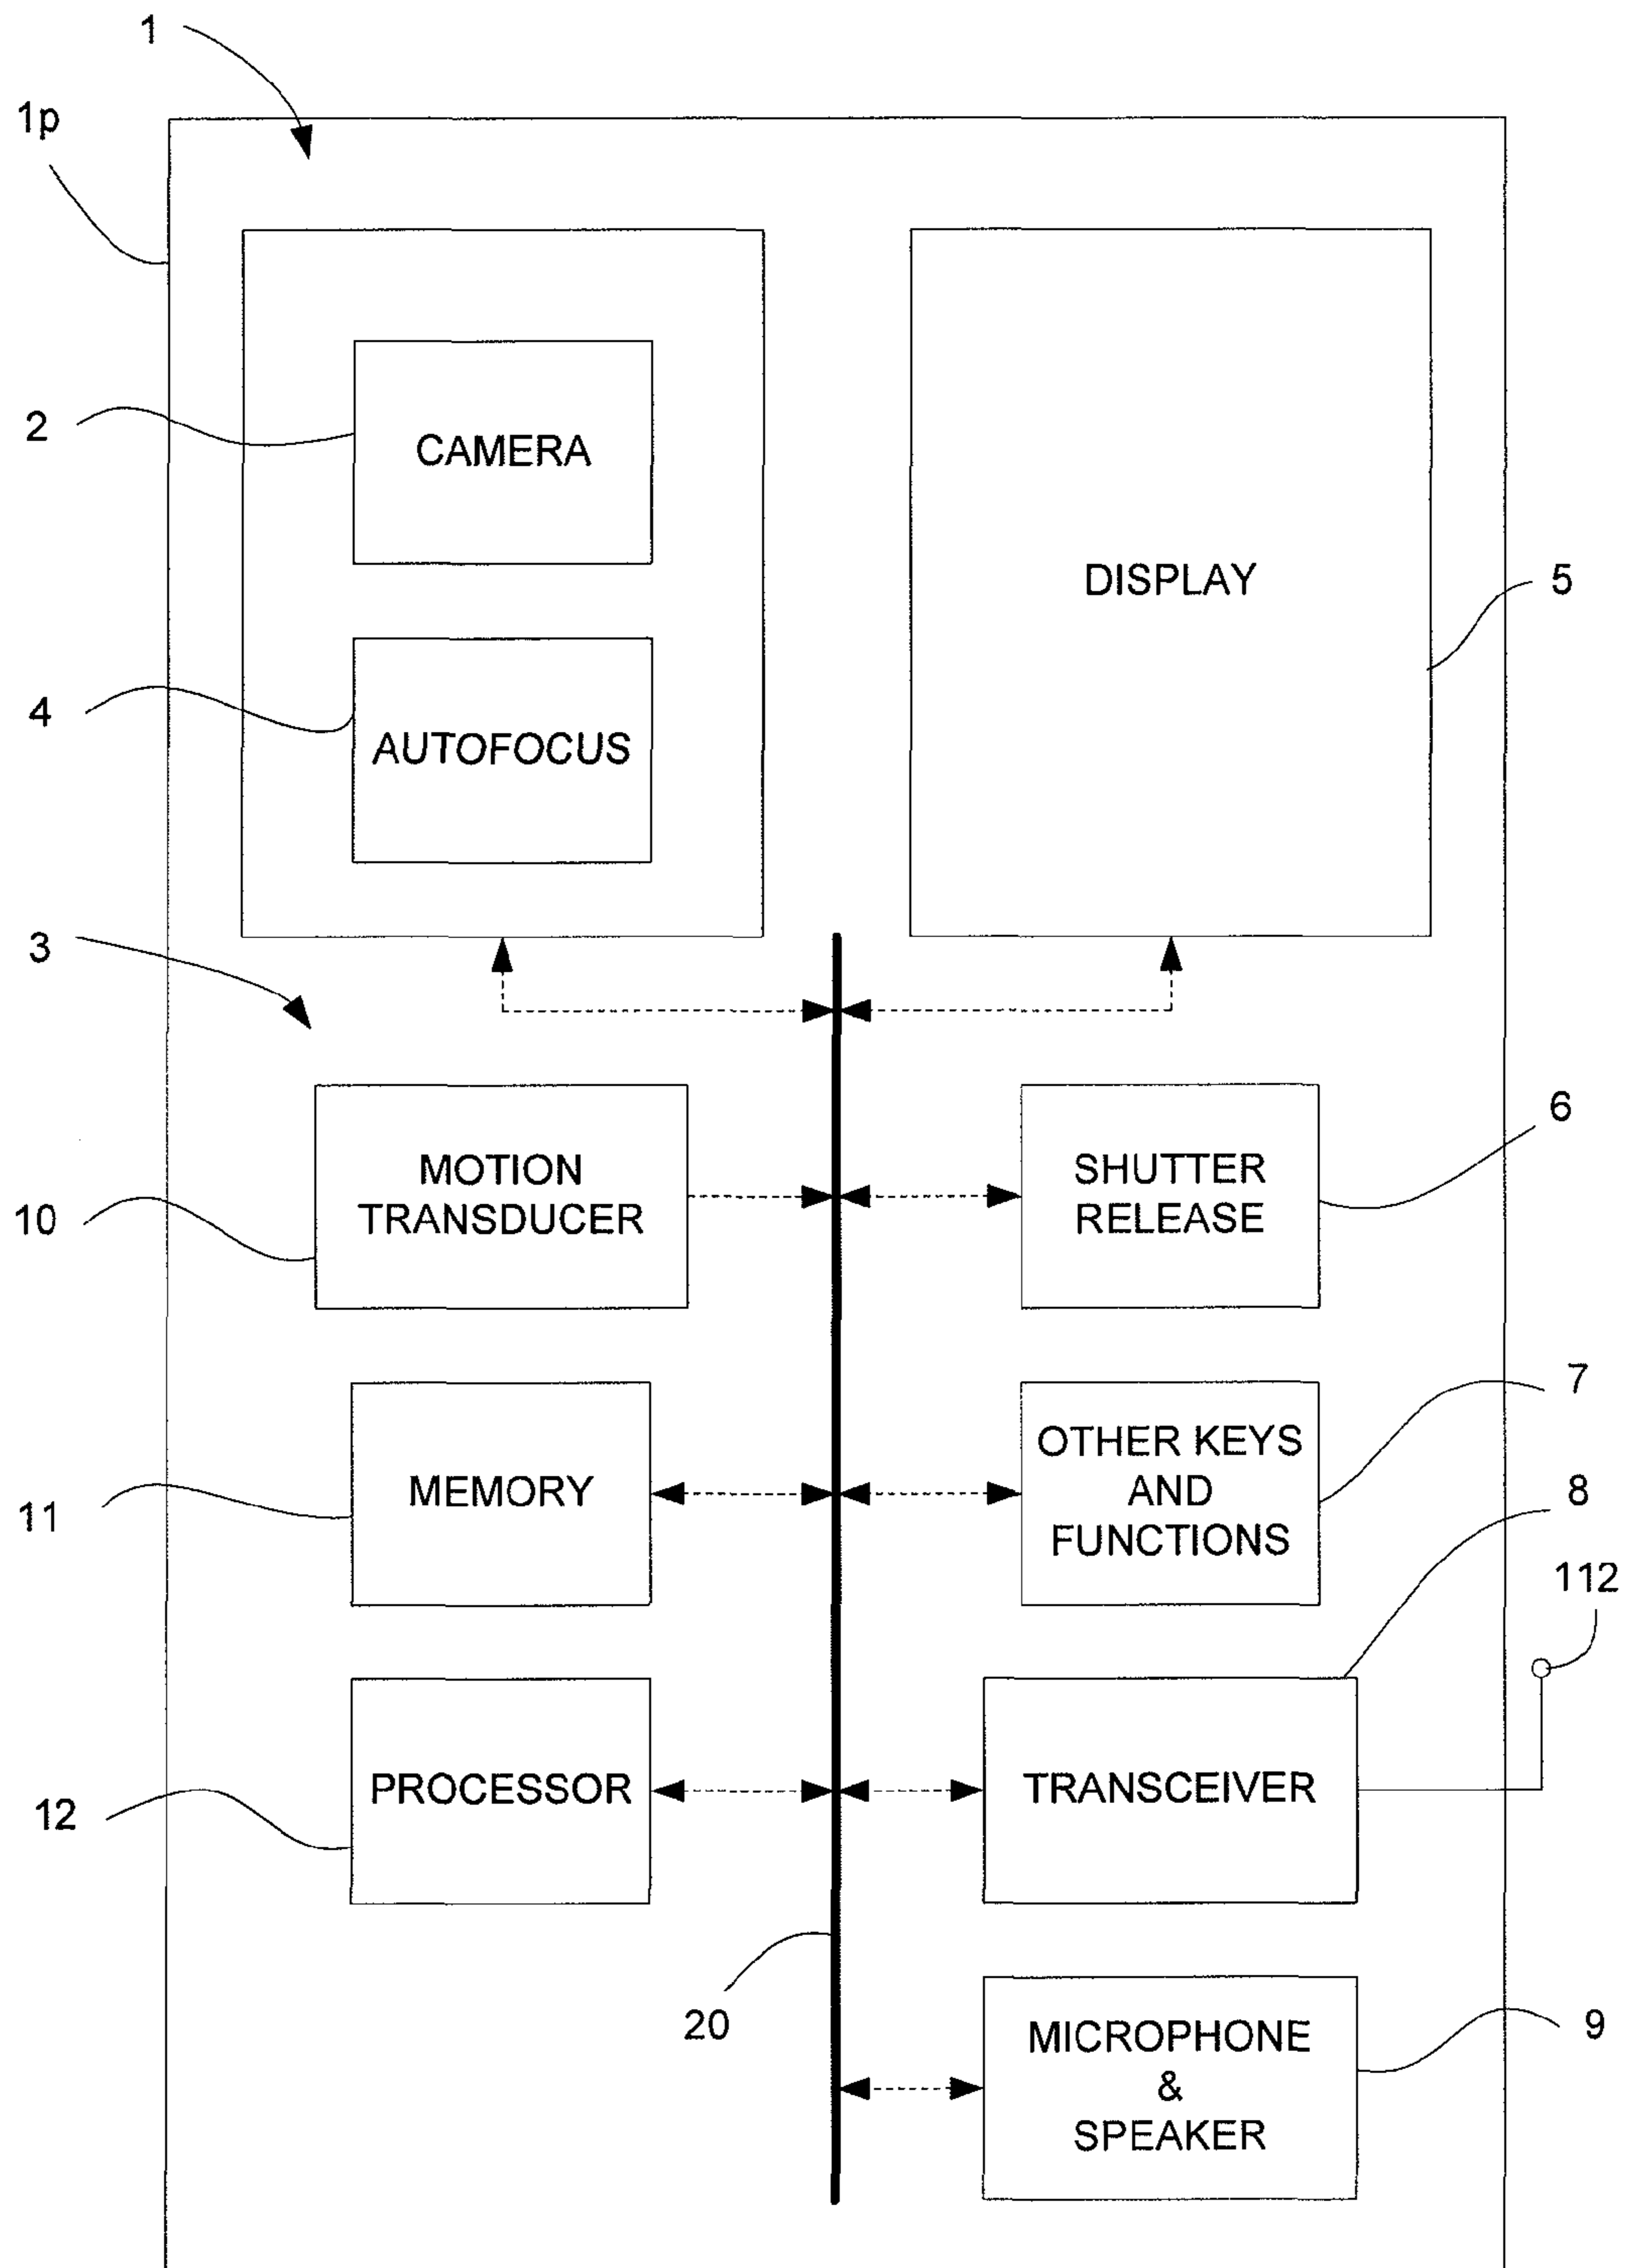 1
1p
2
CAMERA
DISPLAY
5
4
AUTOFOCUS
3
6
MOTION
TRANSDUCER
SHUTTER
RELEASE
10
7
OTHER KEYS
AND
FUNCTIONS
MEMORY
8
11
112
PROCESSOR
TRANSCEIVER
12
20
9
MICROPHONE
&
SPEAKER